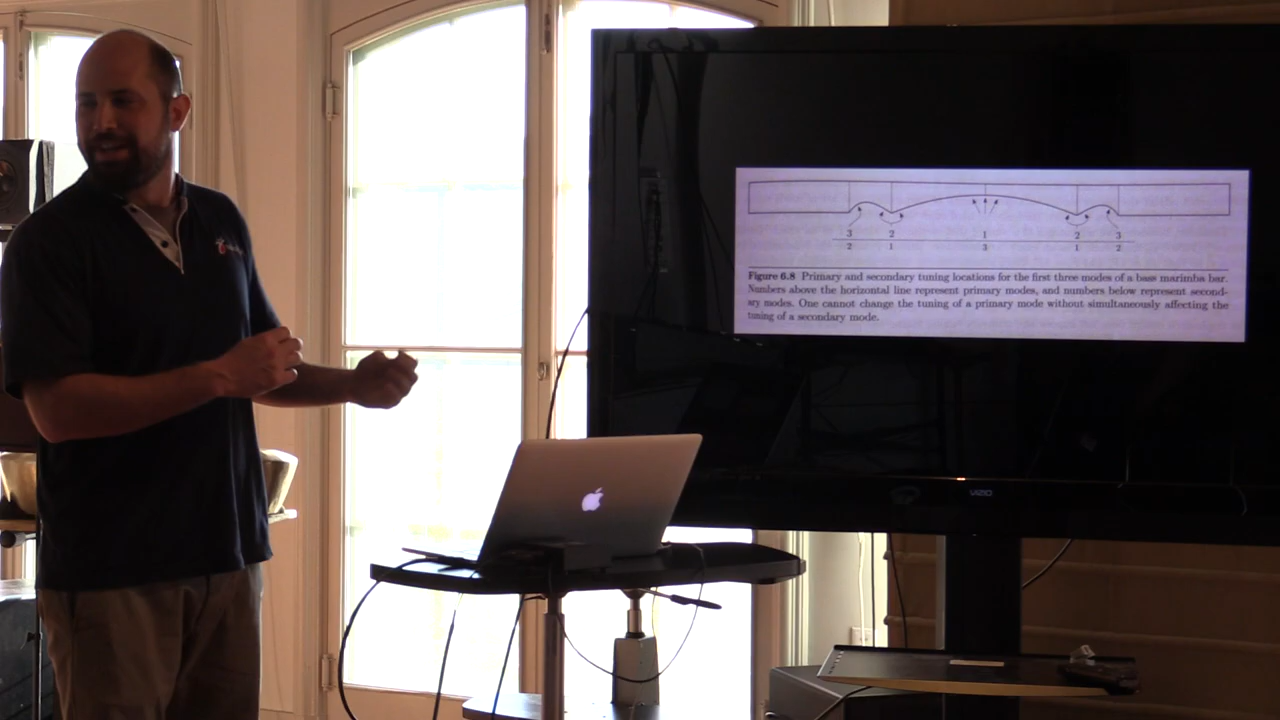 3 2 1 2 3
2 1 3 1 2
Figure 6.8 Primary and secondary tuning locations for the first three modes of a bass marimba bar.
Numbers above the horizontal line represent primary modes, and numbers below represent second-
ary modes. One cannot change the tuning of a primary mode without simultaneously affecting the
tuning of a secondary mode.
VIZIO